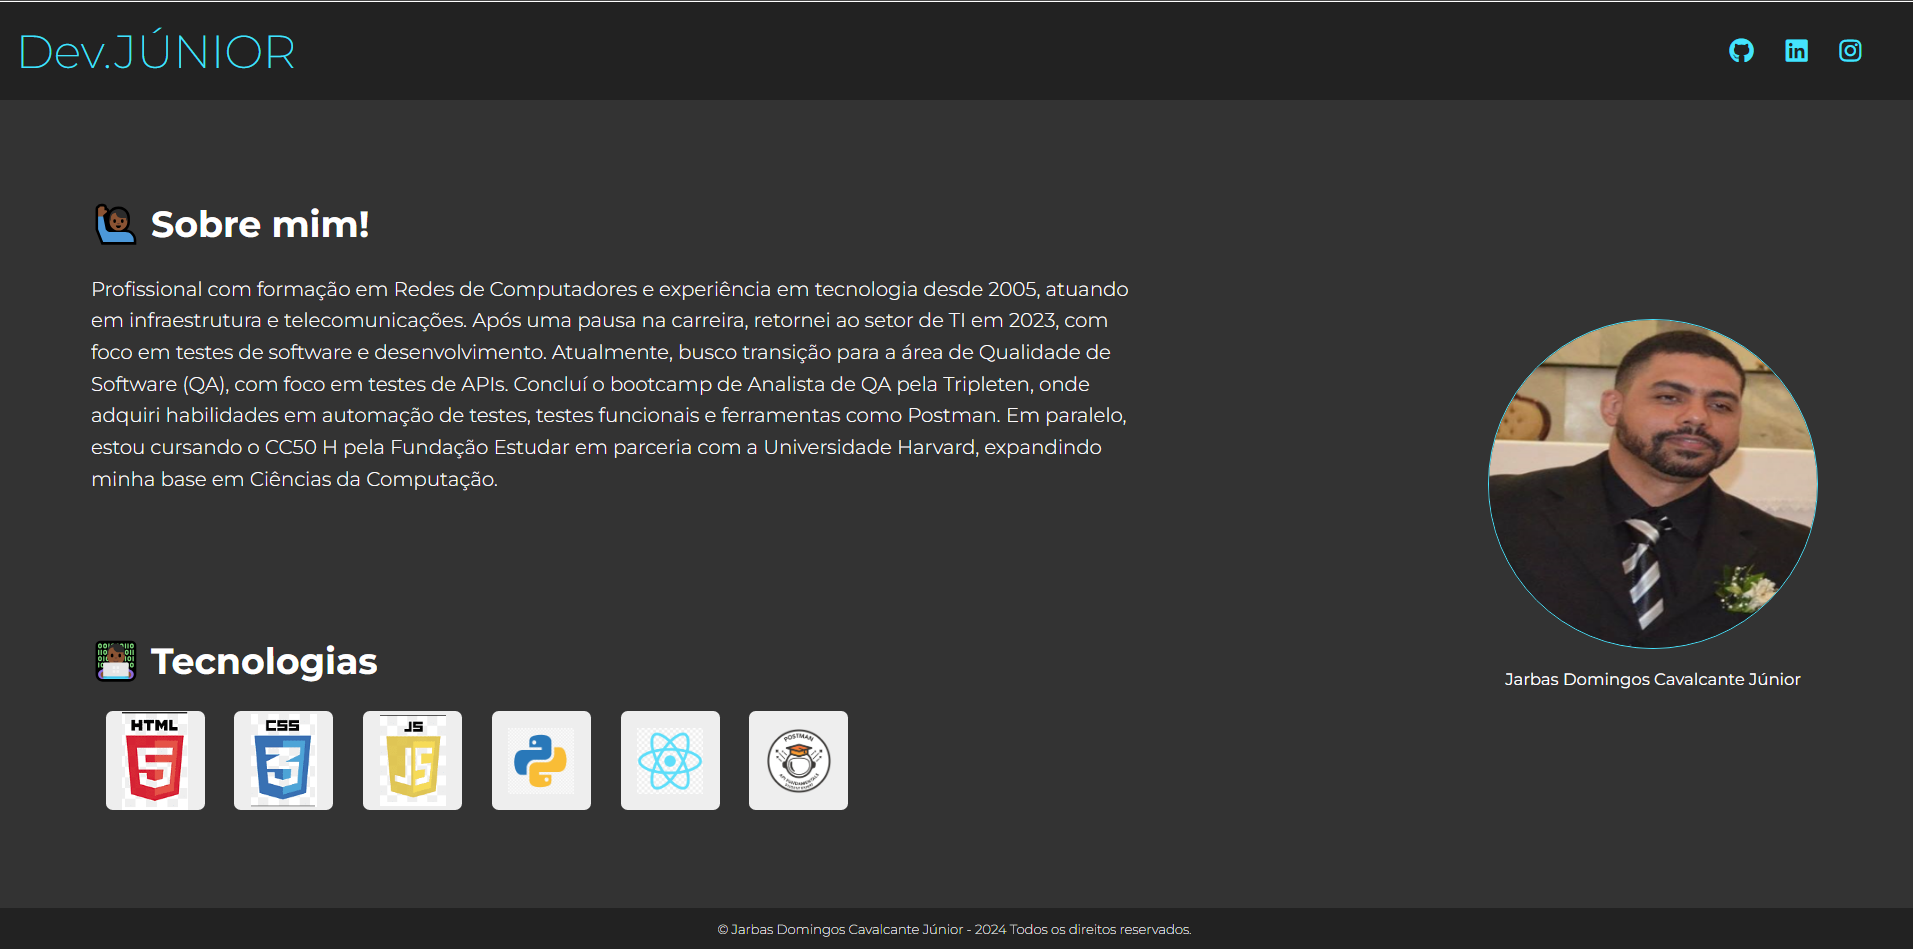 Dev.JÚNIOR
Sobre mim!
Profissional com formação em Redes de Computadores e experiência em tecnologia desde 2005, atuando
em infraestrutura e telecomunicações. Após uma pausa na carreira, retornei ao setor de TI em 2023, com
foco em testes de software e desenvolvimento. Atualmente, busco transição para a área de Qualidade de
Software (QA), com foco em testes de APIs. Concluí o bootcamp de Analista de QA pela Tripleten, onde
adquiri habilidades em automação de testes, testes funcionais e ferramentas como Postman. Em paralelo,
estou cursando o CC50 H pela Fundação Estudar em parceria com a Universidade Harvard, expandindo
minha base em Ciências da Computação.
Jarbas Domingos Cavalcante Júnior
Tecnologias
HTML
5
CSS
3
JS
JS
POSTMAN
API FUNDAMENTALS
STUDENT EXPERT
© Jarbas Domingos Cavalcante Júnior - 2024 Todos os direitos reservados.